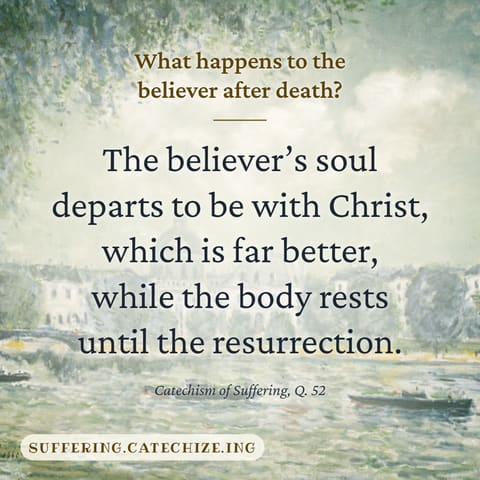 What happens to the
believer after death?
The believer’s soul
departs to be with Christ,
which is far better,
while the body rests
until the resurrection.
Catechism of Suffering, Q. 52
SUFFERING.CATECHIZE.ING